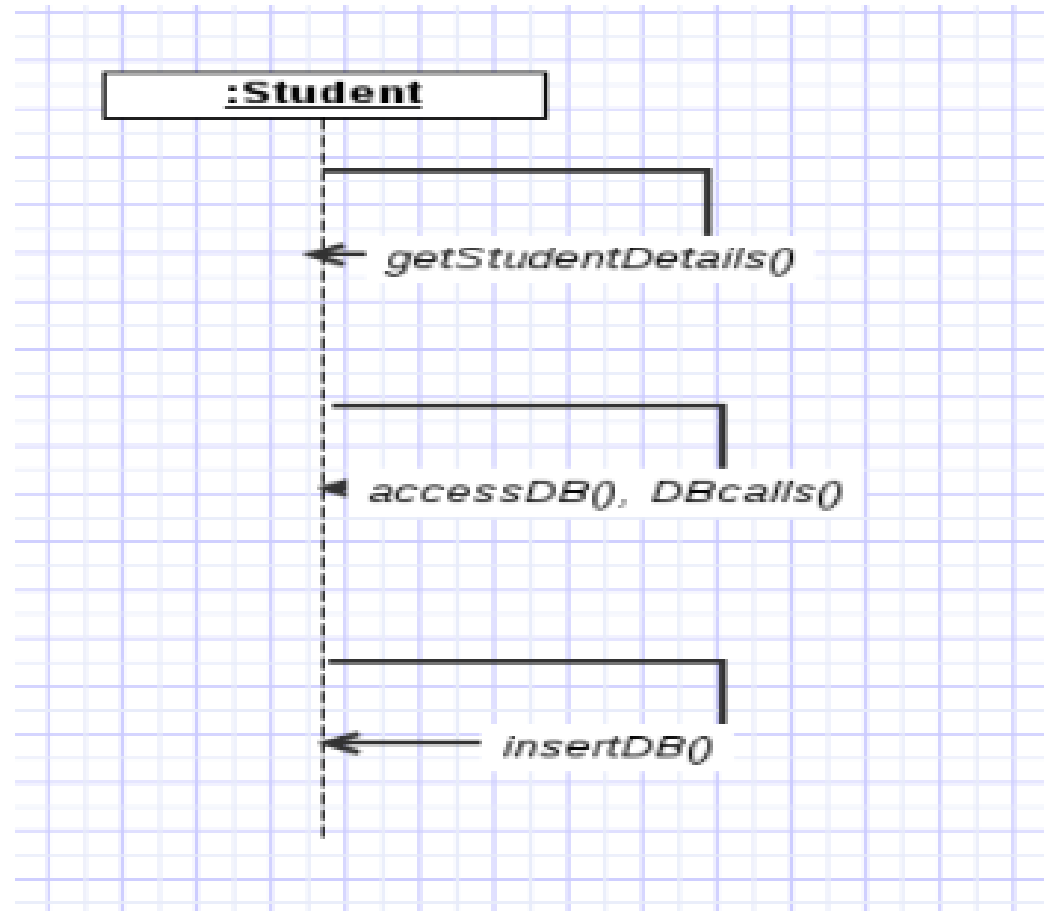 :Student
getStudentDetails()
accessDB(), DBcalls()
insertDB()